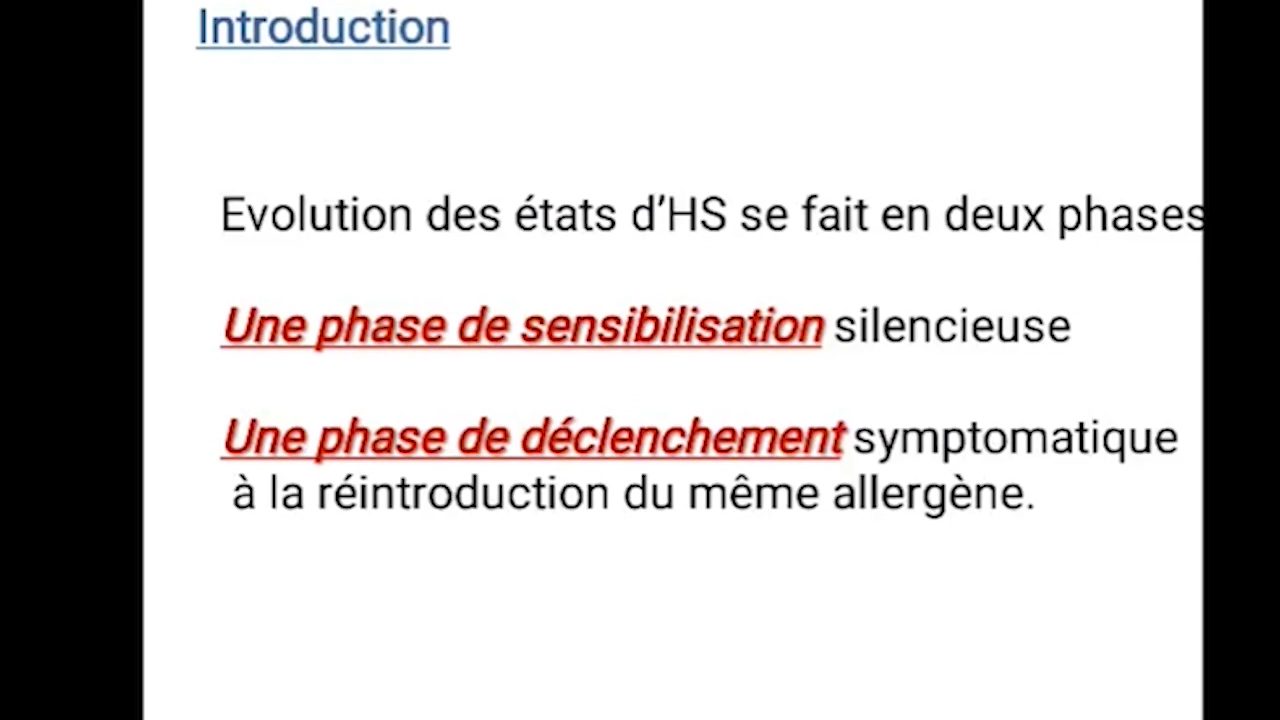 Introduction
Evolution des états d’HS se fait en deux phases
Une phase de sensibilisation silencieuse
Une phase de déclenchement symptomatique
à la réintroduction du même allergène.